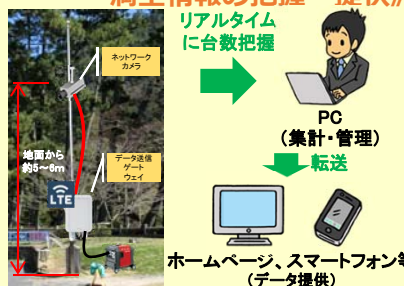 リアルタイム
に台数把握
ネットワーク
カメラ
PC
(集計・管理)
地面から
約5~6m
データ送信
ゲート
ウェイ
LTE
転送
ホームページ、スマートフォン等
(データ提供)